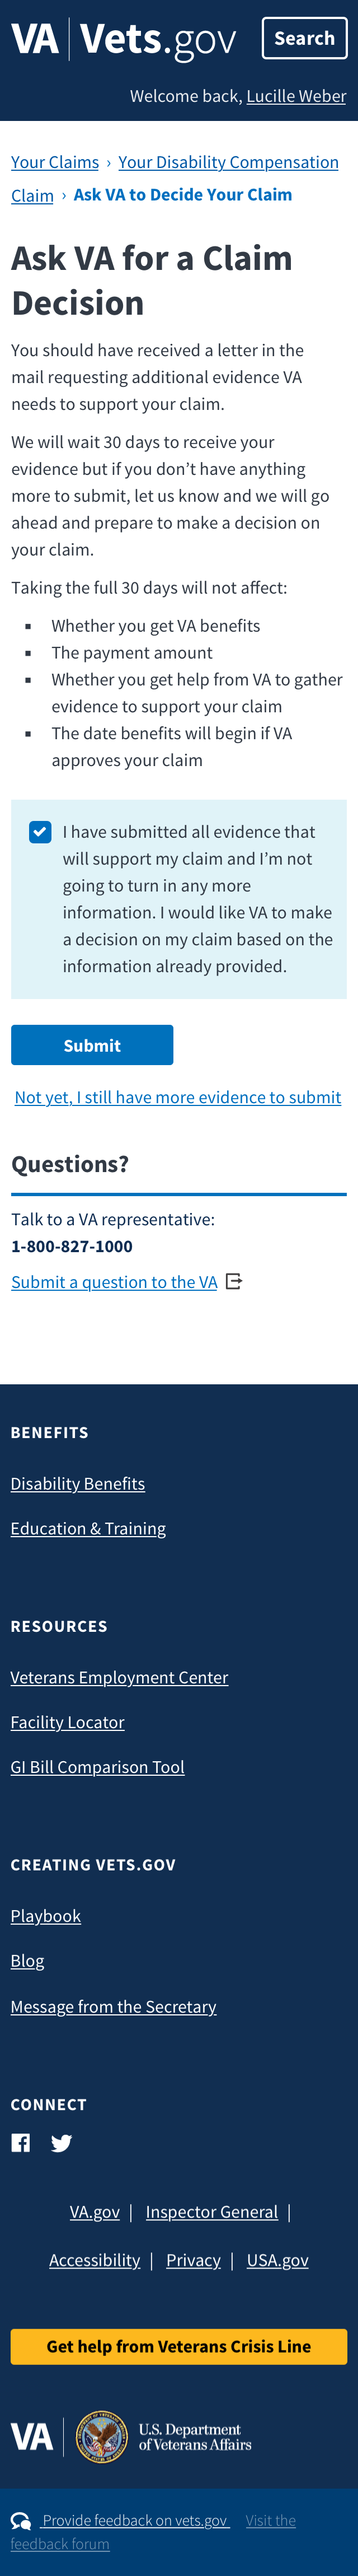 VA Vets.gov Search
Welcome back, Lucille Weber
Your Claims › Your Disability Compensation
Claim › Ask VA to Decide Your Claim
Ask VA for a Claim
Decision
You should have received a letter in the
mail requesting additional evidence VA
needs to support your claim.
We will wait 30 days to receive your
evidence but if you don’t have anything
more to submit, let us know and we will go
ahead and prepare to make a decision on
your claim.
Taking the full 30 days will not affect:
▪ Whether you get VA benefits
▪ The payment amount
▪ Whether you get help from VA to gather
evidence to support your claim
▪ The date benefits will begin if VA
approves your claim
I have submitted all evidence that
will support my claim and I’m not
going to turn in any more
information. I would like VA to make
a decision on my claim based on the
information already provided.
Submit
Not yet, I still have more evidence to submit
Questions?
Talk to a VA representative:
1-800-827-1000
Submit a question to the VA
BENEFITS
Disability Benefits
Education & Training
RESOURCES
Veterans Employment Center
Facility Locator
GI Bill Comparison Tool
CREATING VETS.GOV
Playbook
Blog
Message from the Secretary
CONNECT
VA.gov | Inspector General |
Accessibility | Privacy | USA.gov
Get help from Veterans Crisis Line
VA U.S. Department
of Veterans Affairs
Provide feedback on vets.gov Visit the
feedback forum